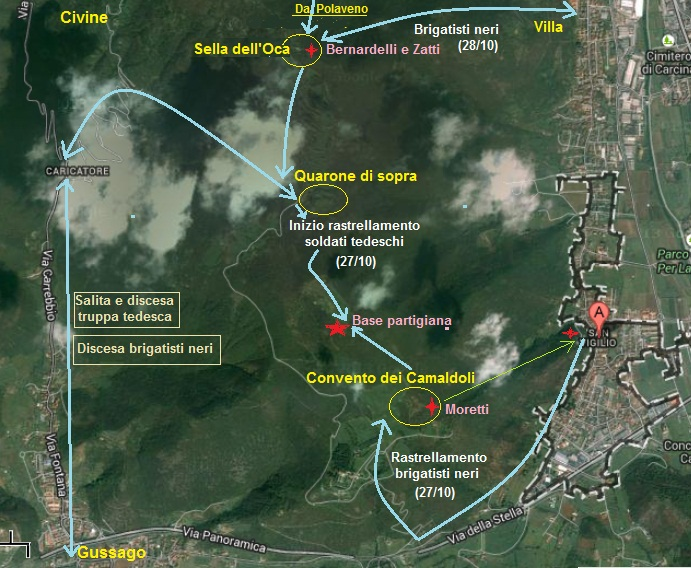 Via
Civine
Da Polaveno
Villa
Brigatisti neri
(28/10)
Sella dell'Oca
Bernardelli e Zatti
Cimitero
di Carcina
CARICATORE
Quarone di sopra
Inizio rastrellamento
soldati tedeschi
(27/10)
Parco
Per La
Via Carrebbio
Salita e discesa
truppa tedesca
Discesa brigatisti neri
Base partigiana
A
SAN
VIGILIO
Convento dei Camaldoli
Moretti
Rastrellamento
brigatisti neri
(27/10)
Conc
Ca
Via Fontana
Via Panoramica
Via della Stella
Gussago